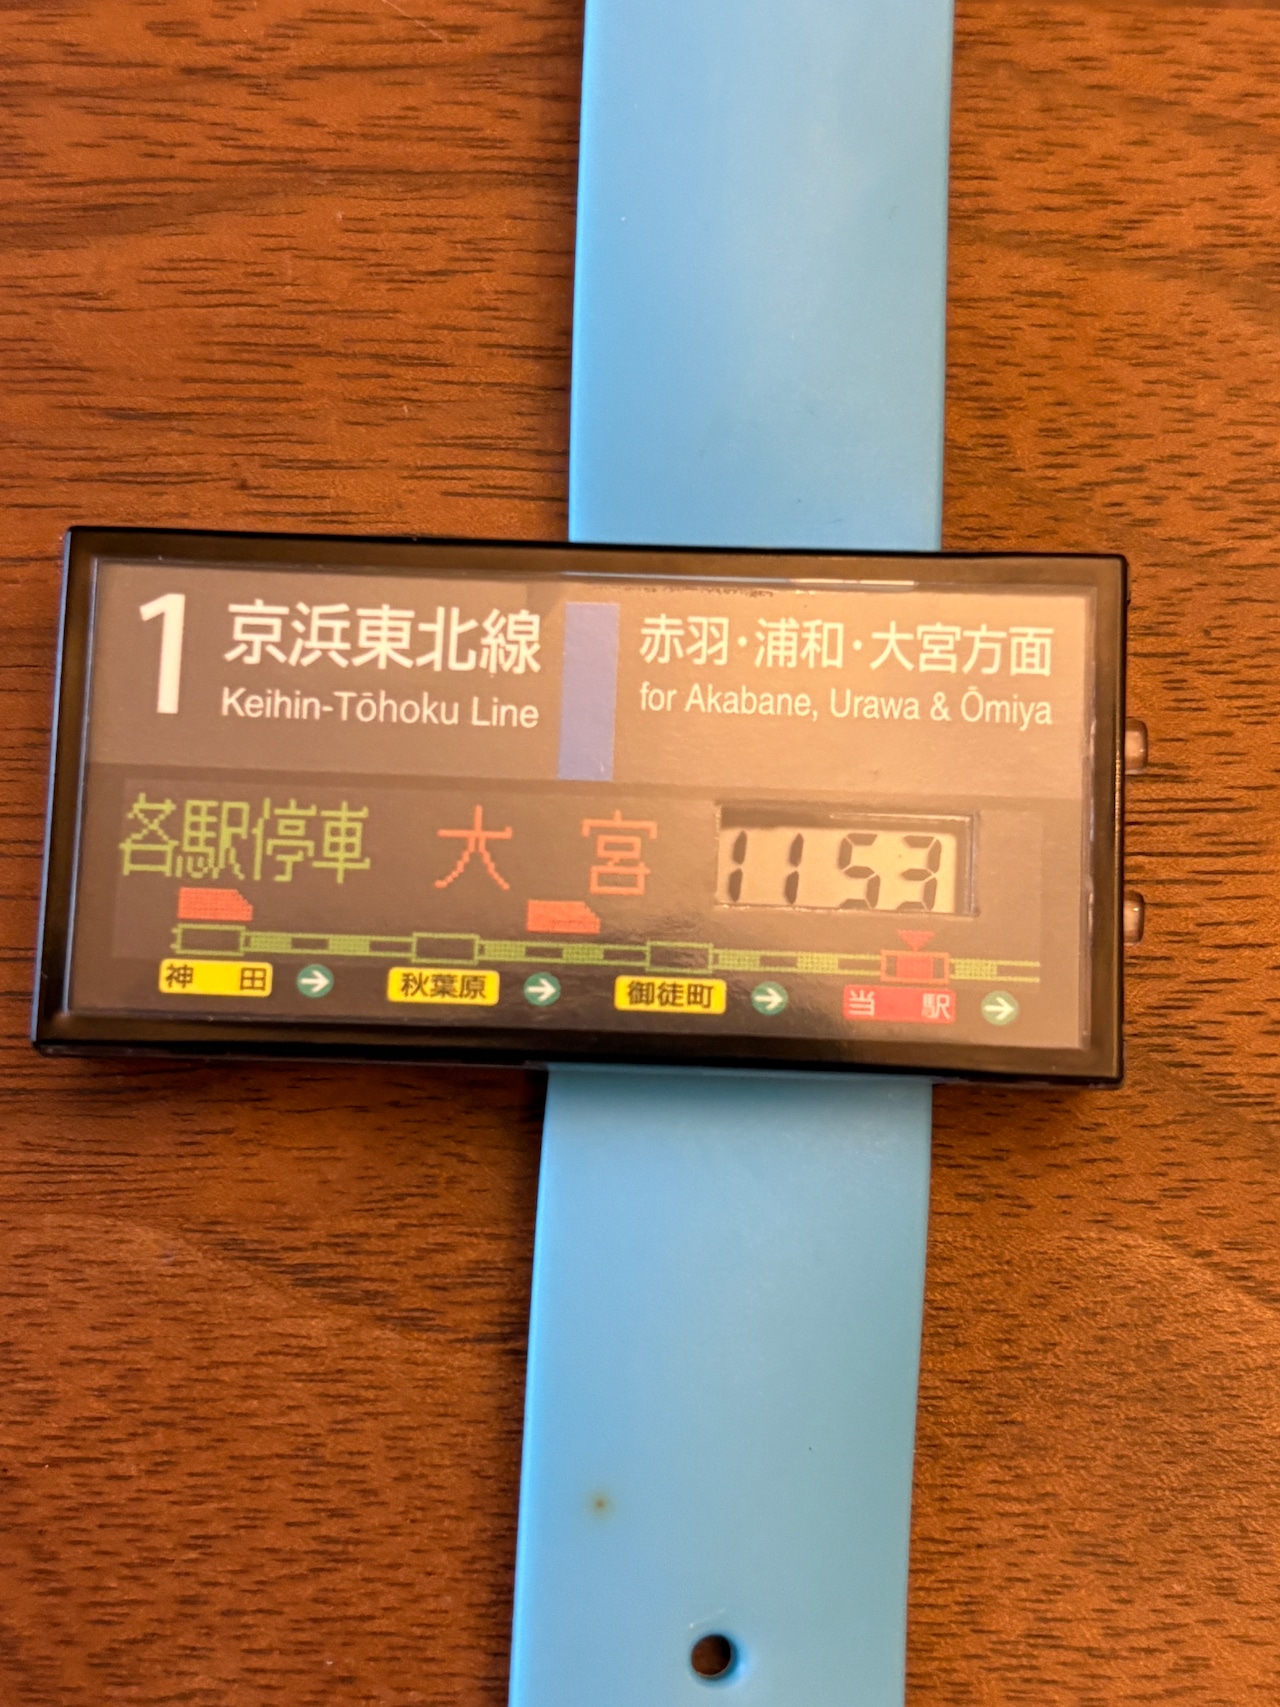 1 京浜東北線 赤羽・浦和・大宮方面
Keihin-Tōhoku Line for Akabane, Urawa & Ōmiya
各駅停車 大宮 11 53
神田 → 秋葉原 → 御徒町 → 当駅 →